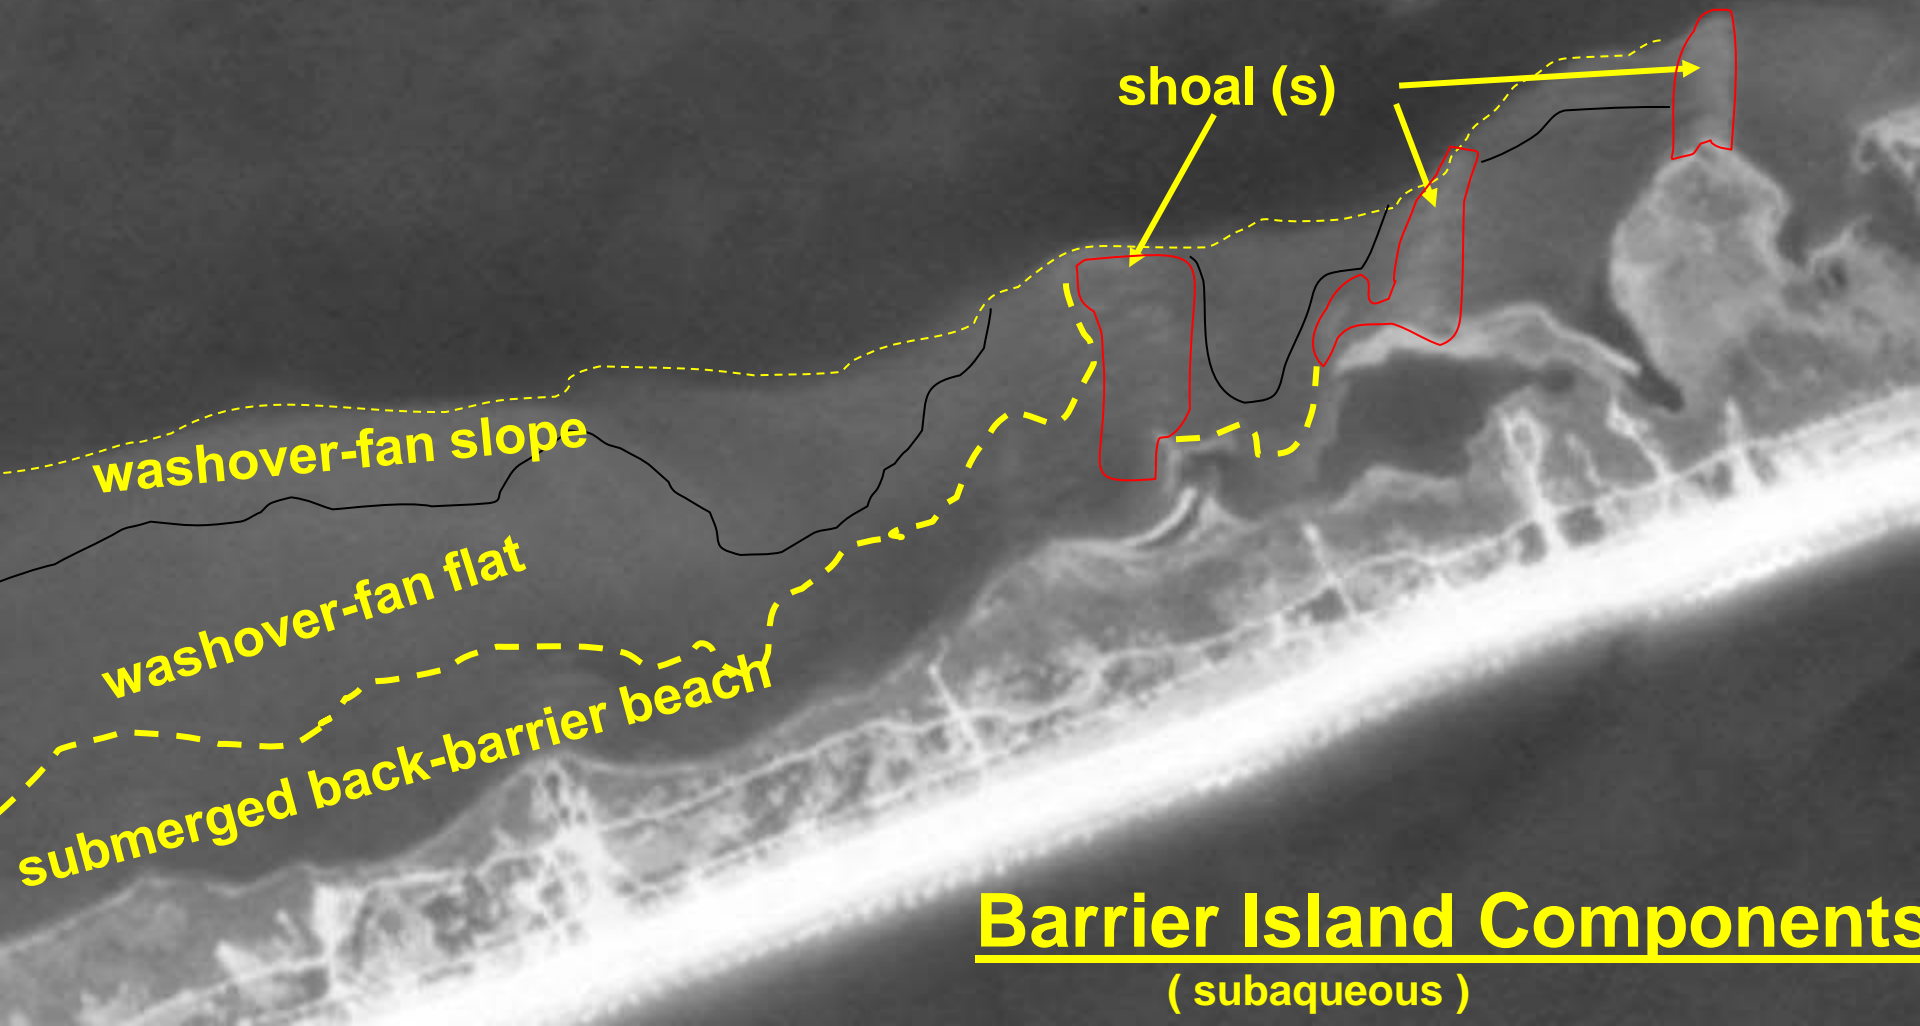 shoal (s)
washover-fan slope
washover-fan flat
submerged back-barrier beach
Barrier Island Components
( subaqueous )